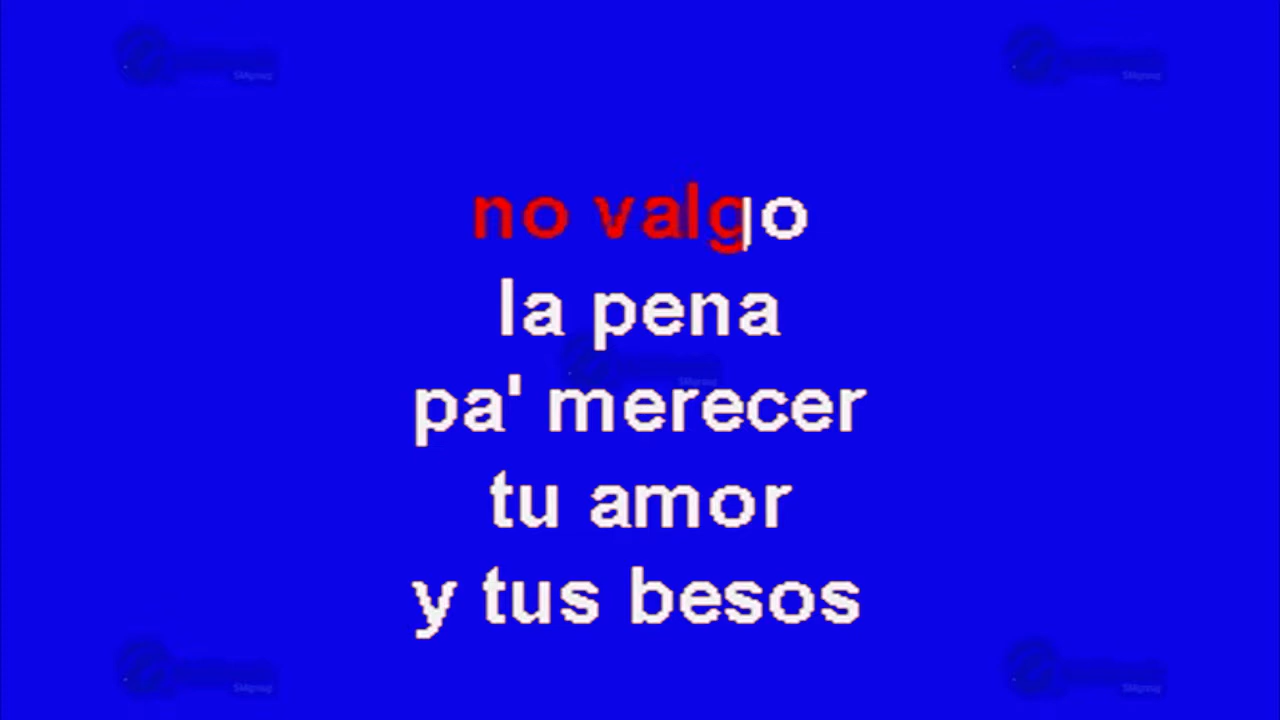 no valgo
la pena
pa' merecer
tu amor
y tus besos